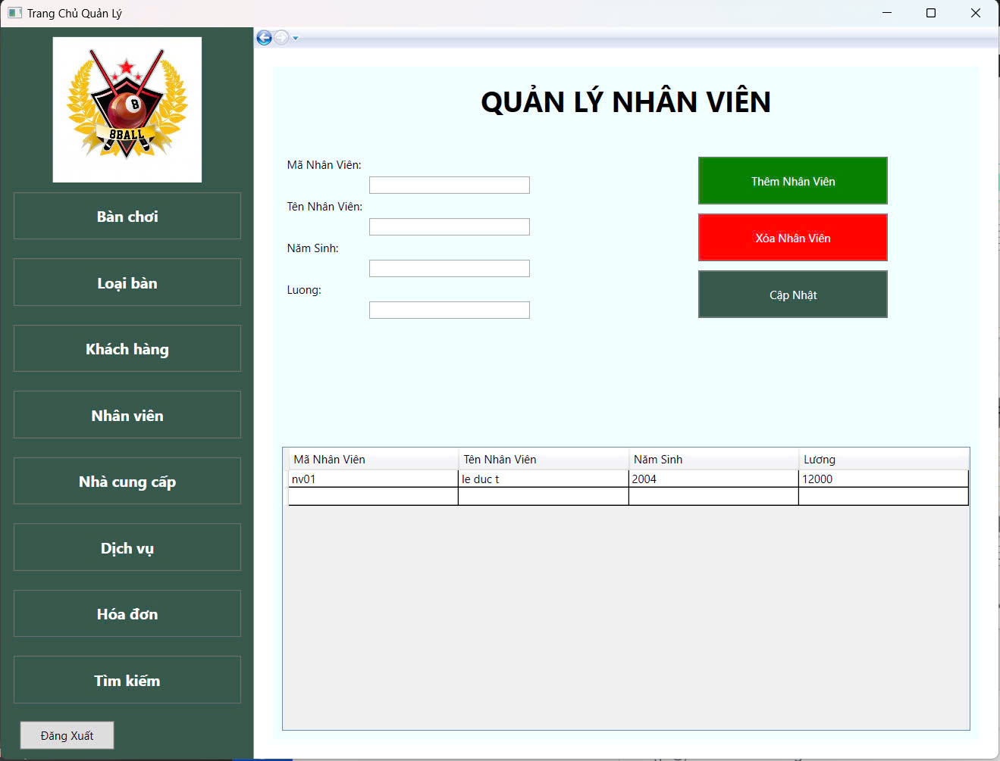 Trang Chủ Quản Lý
8
8BALL
Bàn chơi
Loại bàn
Khách hàng
Nhân viên
Nhà cung cấp
Dịch vụ
Hóa đơn
Tìm kiếm
Đăng Xuất
QUẢN LÝ NHÂN VIÊN
Mã Nhân Viên:
Tên Nhân Viên:
Năm Sinh:
Luong:
Thêm Nhân Viên
Xóa Nhân Viên
Cập Nhật
Mã Nhân Viên Tên Nhân Viên Năm Sinh Lương
nv01 le duc t 2004 12000